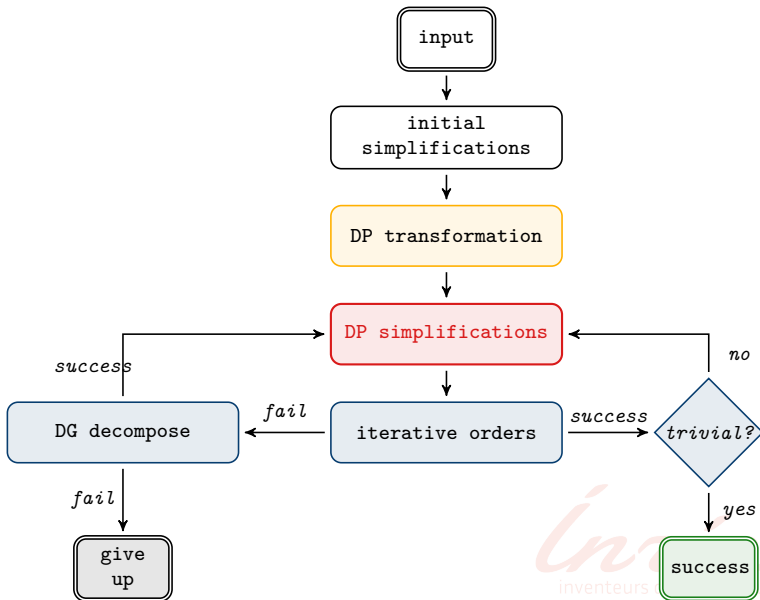 input
initial
simplifications
DP transformation
DP simplifications
success
no
DG decompose
fail
iterative orders
success
trivial?
fail
yes
give
up
success
inventeurs